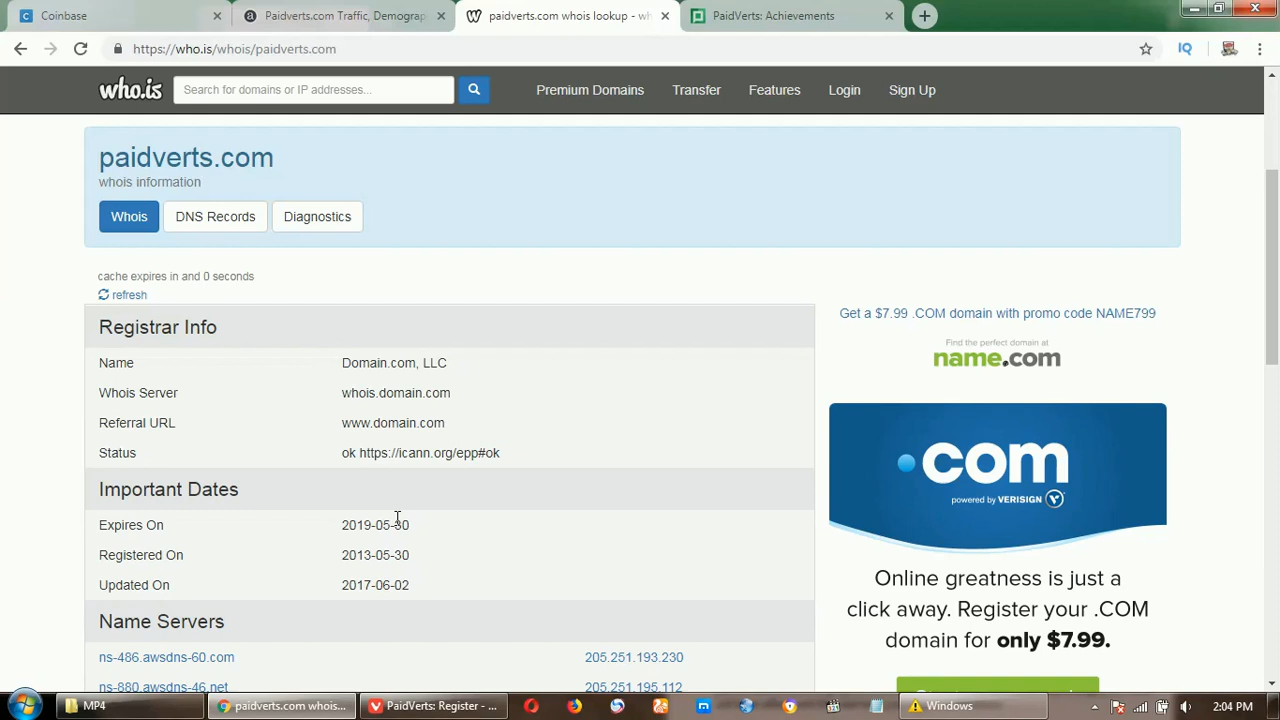 Coinbase
Paidverts.com Traffic, Demograp
paidverts.com whois lookup - wh
PaidVerts: Achievements
https://who.is/whois/paidverts.com
IQ
who.is
Search for domains or IP addresses...
Premium Domains
Transfer
Features
Login
Sign Up
paidverts.com
whois information
Whois
DNS Records
Diagnostics
cache expires in and 0 seconds
refresh
Registrar Info
Name Domain.com, LLC
Whois Server whois.domain.com
Referral URL www.domain.com
Status ok https://icann.org/epp#ok
Important Dates
Expires On 2019-05-30
Registered On 2013-05-30
Updated On 2017-06-02
Name Servers
ns-486.awsdns-60.com 205.251.193.230
ns-880.awsdns-46.net 205.251.195.112
Get a $7.99 .COM domain with promo code NAME799
Find the perfect domain at
name.com
.com
powered by VERISIGN
Online greatness is just a
click away. Register your .COM
domain for only $7.99.
MP4
paidverts.com whois...
PaidVerts: Register - ...
Windows
2:04 PM